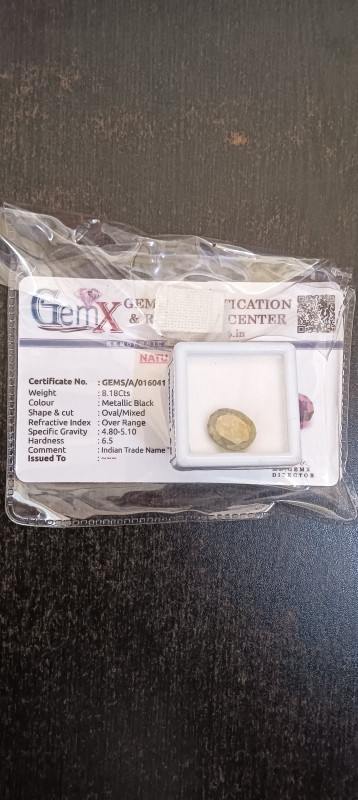 GemX
GEM
& R CENTER
NATU
Certificate No. : GEMS/A/016041
Weight : 8.18Cts
Colour : Metallic Black
Shape & cut : Oval/Mixed
Refractive Index : Over Range
Specific Gravity : 4.80-5.10
Hardness : 6.5
Comment : Indian Trade Name "
Issued To : ~~~
DIRECTOR